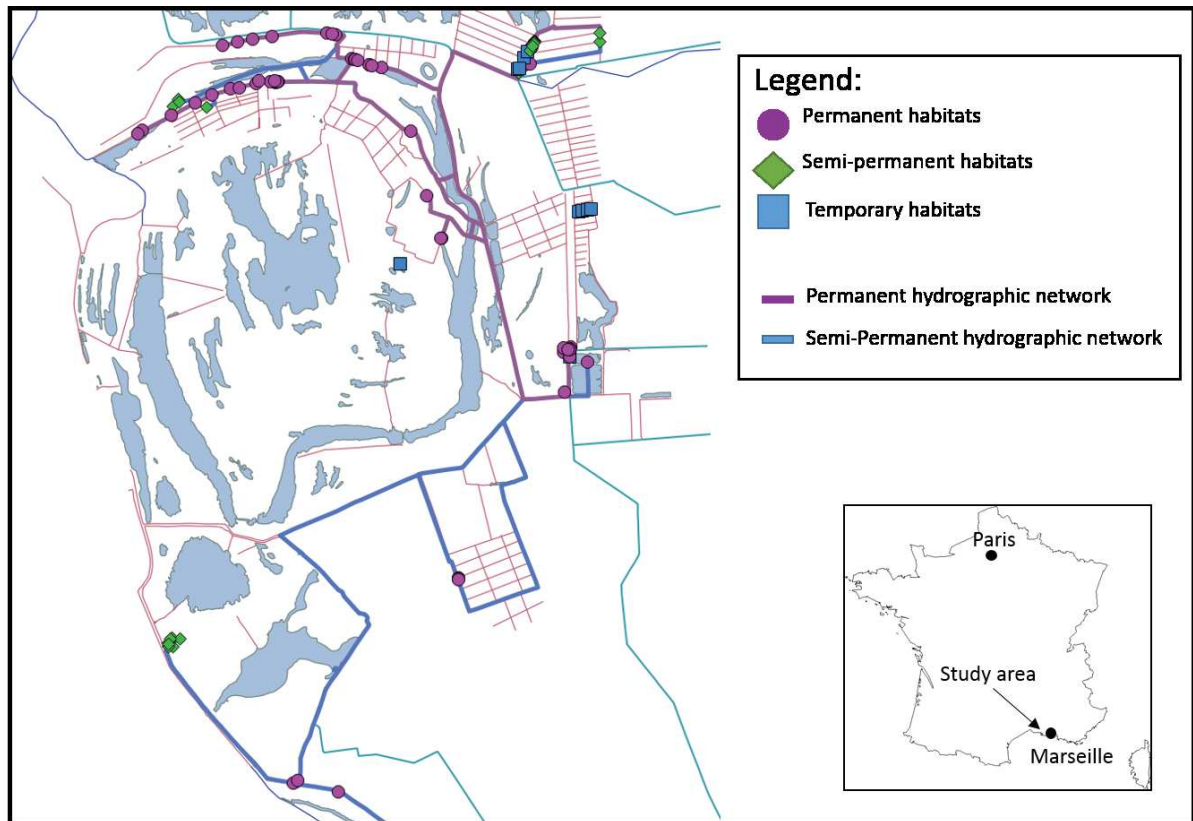 Legend:
Permanent habitats
Semi-permanent habitats
Temporary habitats
Permanent hydrographic network
Semi-Permanent hydrographic network
Paris
Study area
Marseille